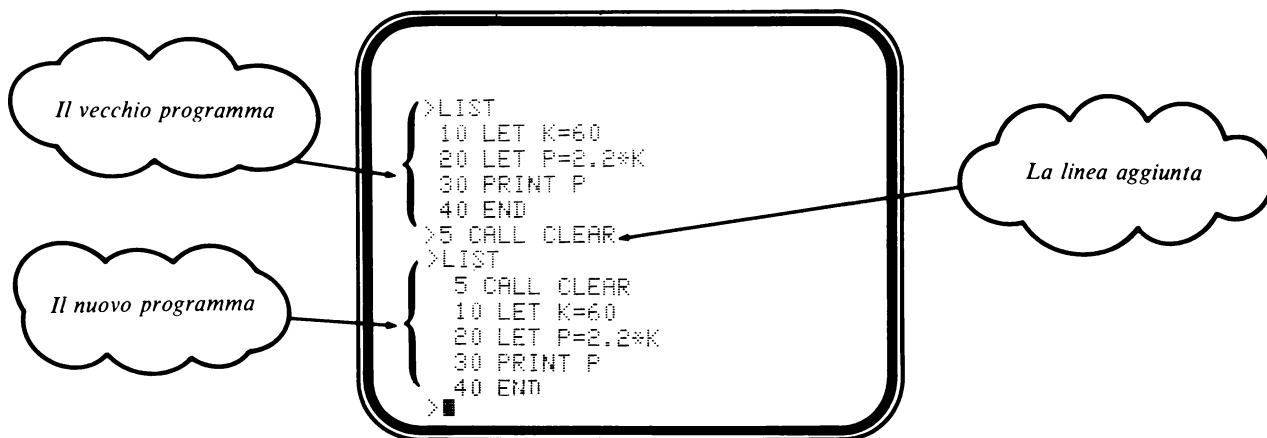 Il vecchio programma
>LIST
10 LET K=60
20 LET P=2.2*K
30 PRINT P
40 END
>5 CALL CLEAR
La linea aggiunta
Il nuovo programma
>LIST
5 CALL CLEAR
10 LET K=60
20 LET P=2.2*K
30 PRINT P
40 END
>